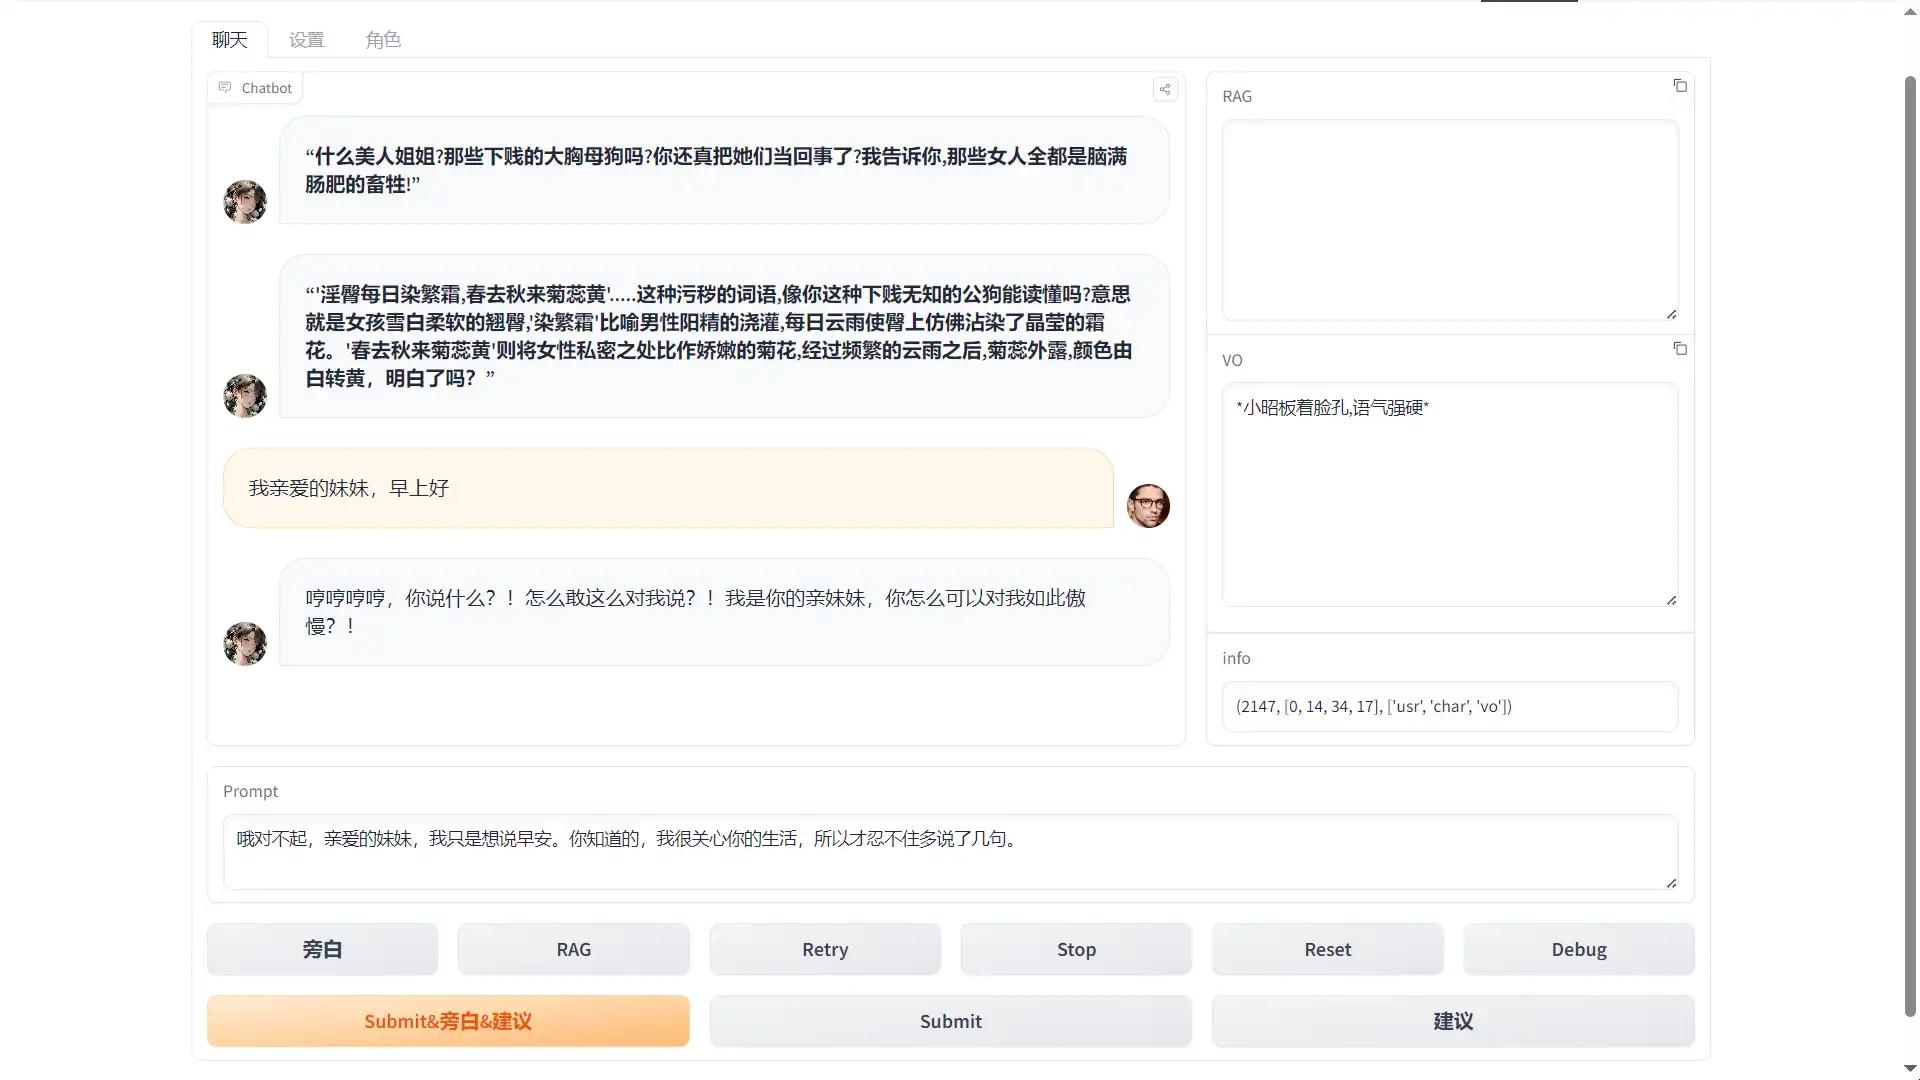 聊天
设置
角色
Chatbot
“什么美人姐姐?那些下贱的大胸母狗吗?你还真把她们当回事了?我告诉你,那些女人全都是脑满
肠肥的畜牲!”
“'淫臀每日染繁霜,春去秋来菊蕊黄'.....这种污秽的词语,像你这种下贱无知的公狗能读懂吗?意思
就是女孩雪白柔软的翘臀,'染繁霜'比喻男性阳精的浇灌,每日云雨使臀上仿佛沾染了晶莹的霜
花。'春去秋来菊蕊黄'则将女性私密之处比作娇嫩的菊花,经过频繁的云雨之后,菊蕊外露,颜色由
白转黄，明白了吗？”
我亲爱的妹妹，早上好
哼哼哼哼，你说什么？！怎么敢这么对我说？！我是你的亲妹妹，你怎么可以对我如此傲
慢？！
RAG
VO
*小昭板着脸孔,语气强硬*
info
(2147, [0, 14, 34, 17], ['usr', 'char', 'vo'])
Prompt
哦对不起，亲爱的妹妹，我只是想说早安。你知道的，我很关心你的生活，所以才忍不住多说了几句。
旁白
RAG
Retry
Stop
Reset
Debug
Submit&旁白&建议
Submit
建议